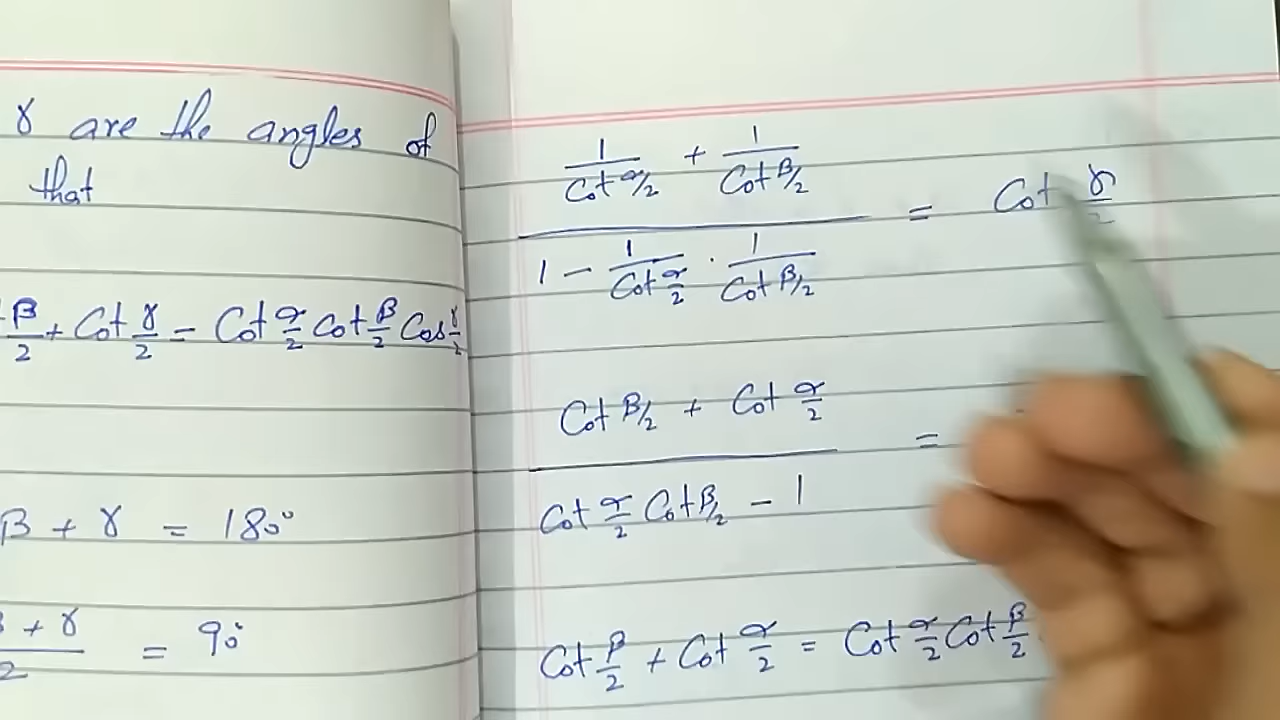 γ are the angles of
that
β/2 + Cot γ/2 = Cot α/2 Cot β/2 Cos γ/2
β + γ = 180°
+ γ / 2 = 90°
1/Cot α/2 + 1/Cot β/2
= Cot γ/2
1 - 1/Cot α/2 · 1/Cot β/2
Cot β/2 + Cot α/2
=
Cot α/2 Cot β/2 - 1
Cot β/2 + Cot α/2 = Cot α/2 Cot β/2